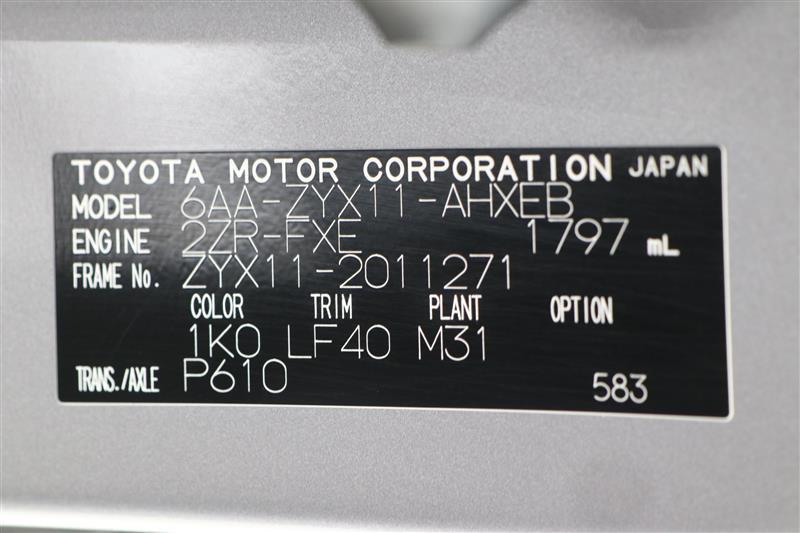 TOYOTA MOTOR CORPORATION JAPAN
MODEL 6AA-ZYX11-AHXEB
ENGINE 2ZR-FXE 1797 mL
FRAME No. ZYX11-2011271
COLOR TRIM PLANT OPTION
1K0 LF40 M31
TRANS./AXLE P610 583